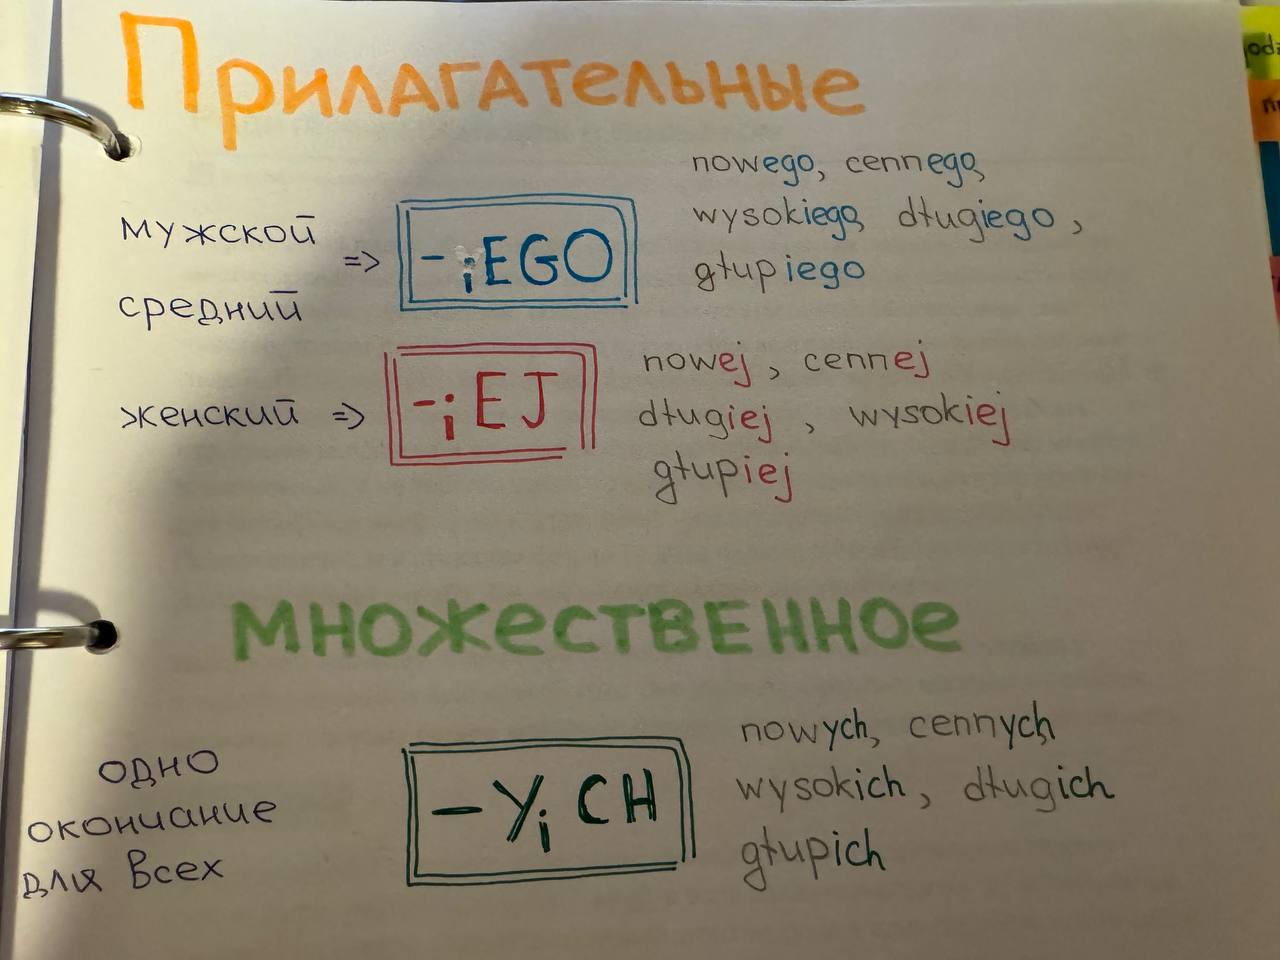 Прилагательные
nowego, cennego,
мужской
wysokiego, długiego,
=> -iEGO
głupiego
средний
nowej, cennej
женский => -iEJ
długiej, wysokiej
głupiej
множественное
nowych, cennych,
одно
wysokich, długich
окончание
-YiCH
głupich
для всех